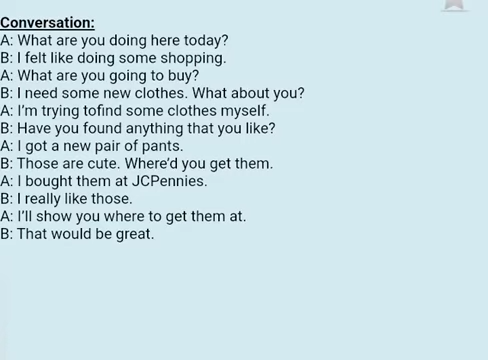 Conversation:
A: What are you doing here today?
B: I felt like doing some shopping.
A: What are you going to buy?
B: I need some new clothes. What about you?
A: I'm trying tofind some clothes myself.
B: Have you found anything that you like?
A: I got a new pair of pants.
B: Those are cute. Where'd you get them.
A: I bought them at JCPennies.
B: I really like those.
A: I'll show you where to get them at.
B: That would be great.